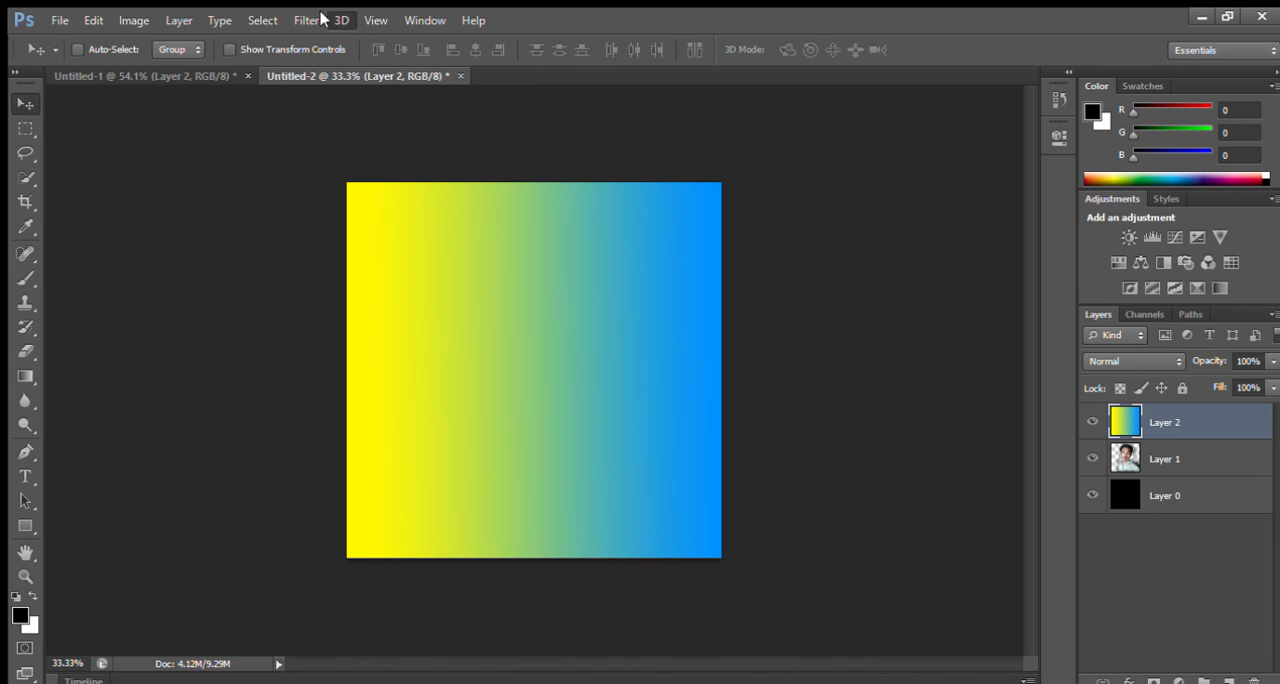 Ps File Edit Image Layer Type Select Filter 3D View Window Help
Auto-Select: Group Show Transform Controls 3D Mode: Essentials
Untitled-1 @ 54.1% (Layer 2, RGB/8) * × Untitled-2 @ 33.3% (Layer 2, RGB/8) * ×
Color Swatches
R 0
G 0
B 0
Adjustments Styles
Add an adjustment
Layers Channels Paths
Kind
Normal Opacity: 100%
Lock: Fill: 100%
Layer 2
Layer 1
Layer 0
33.33% Doc: 4.12M/9.29M
Timeline